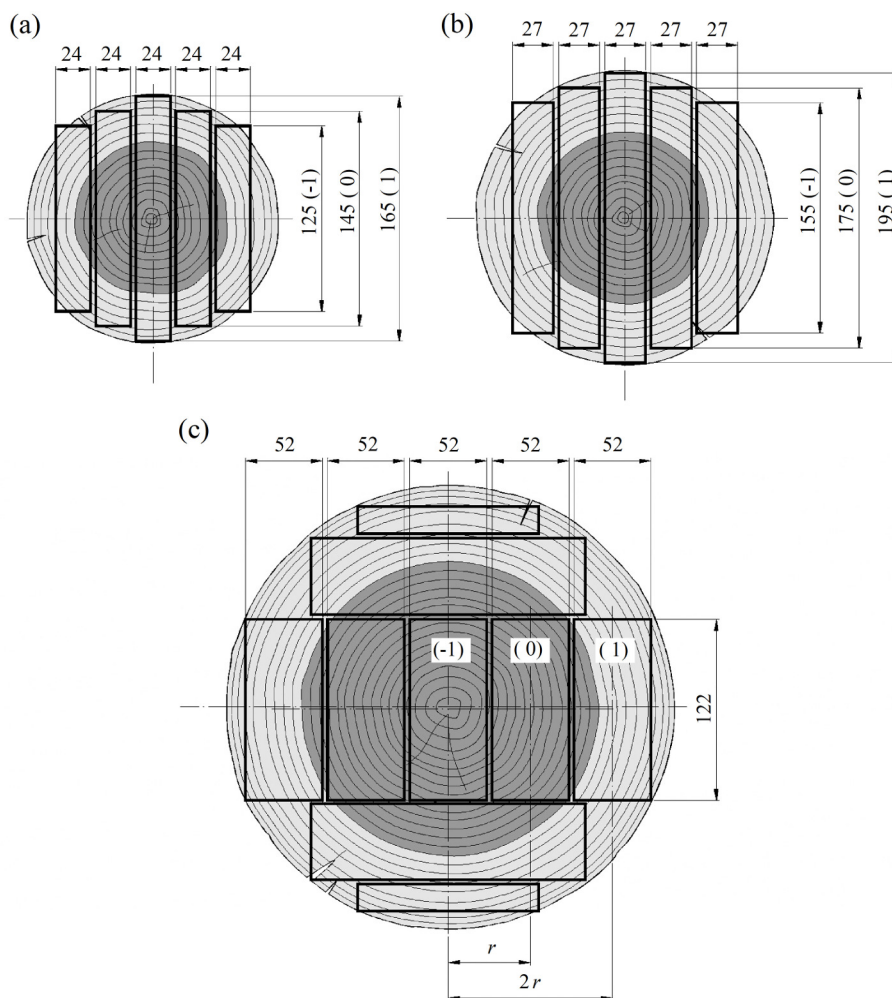 (a)
24 24 24 24 24
125 (-1)
145 ( 0)
165 ( 1)
(b)
27 27 27 27 27
155 (-1)
175 ( 0)
195 ( 1)
(c)
52 52 52 52 52
(-1) ( 0) ( 1)
122
r
2 r